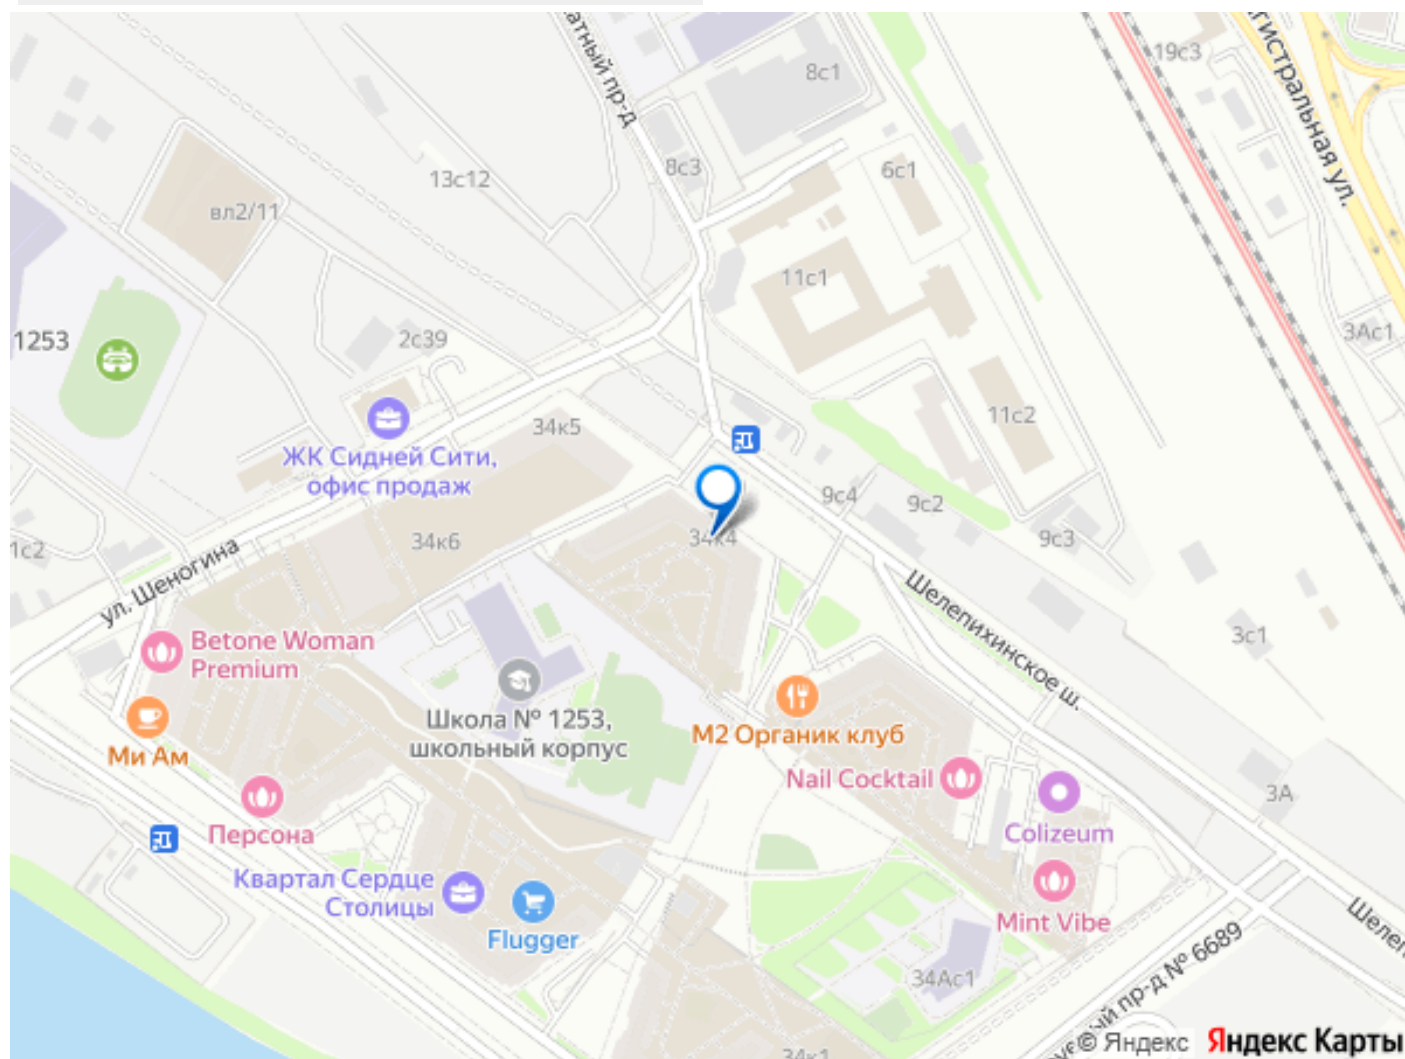 атный пр-д
8с1
19с3
гистральная ул.
8с3
13с12
6с1
вл2/11
11с1
1253
2с39
3Ас1
34к5
11с2
ЖК Сидней Сити,
офис продаж
9с4
9с2
34к6
34к4
9с3
1с2
ул. Шеногина
Шелепихинское ш.
3с1
Betone Woman
Premium
Школа № 1253,
школьный корпус
М2 Органик клуб
Ми Ам
Nail Cocktail
3А
Персона
Colizeum
Квартал Сердце
Столицы
Mint Vibe
Шелеп
Flugger
34Ас1
ый пр-д № 6689
34к1
© Яндекс
Яндекс Карты